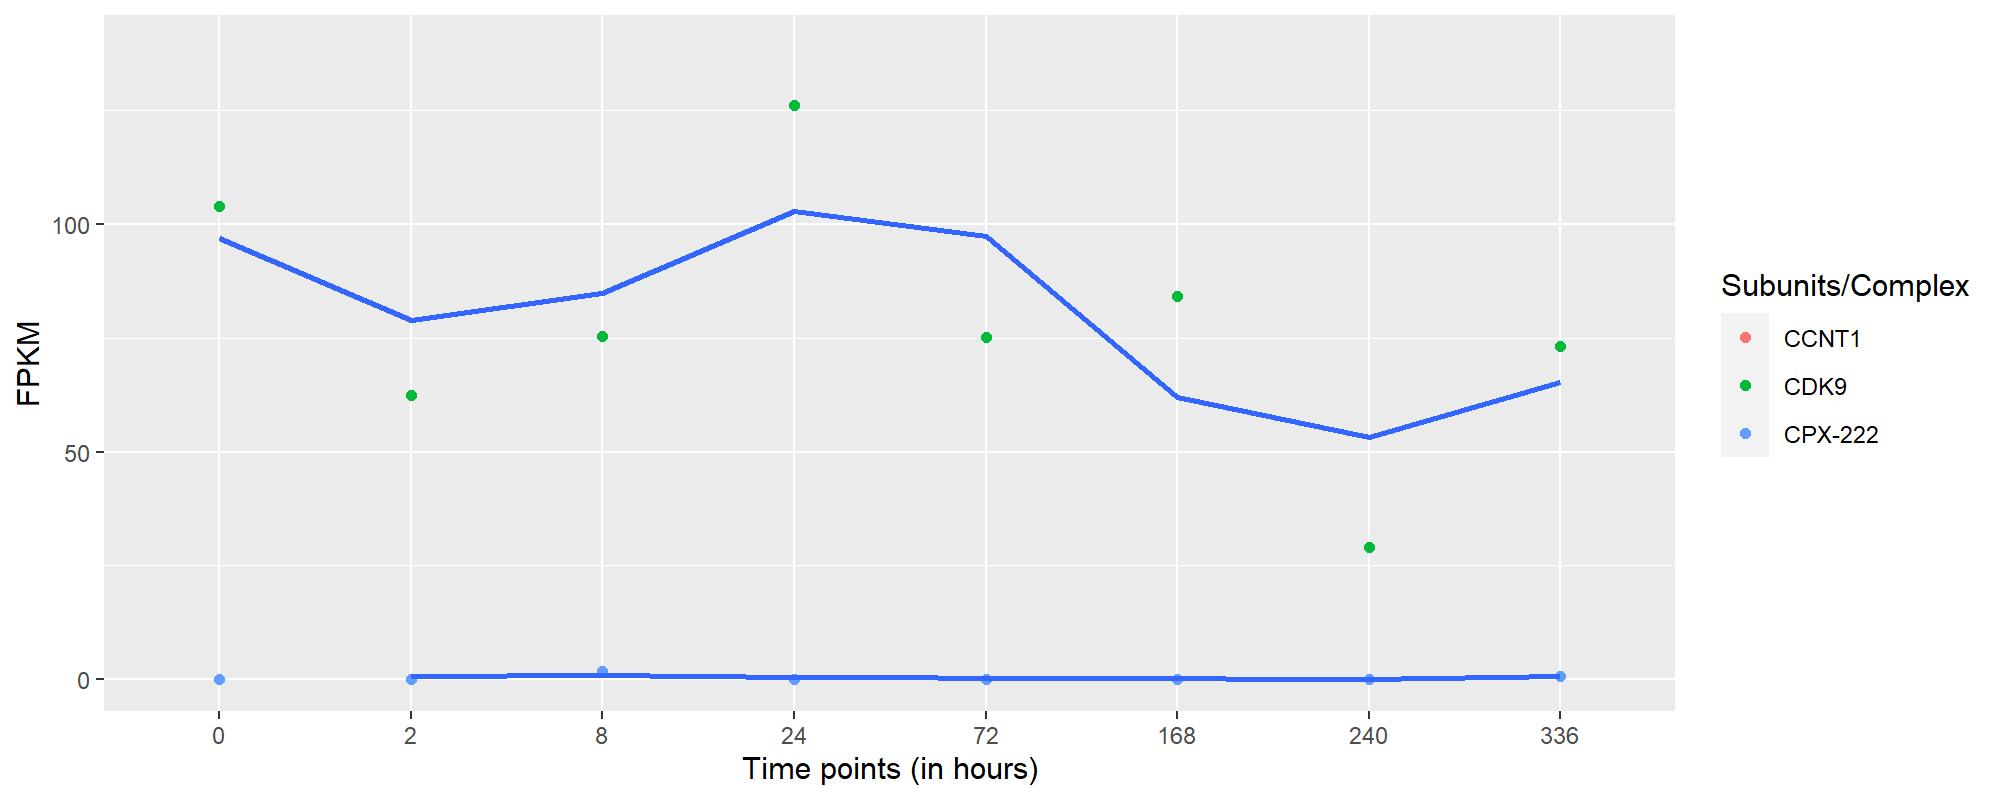 FPKM
100
50
0
0 2 8 24 72 168 240 336
Time points (in hours)
Subunits/Complex
CCNT1
CDK9
CPX-222